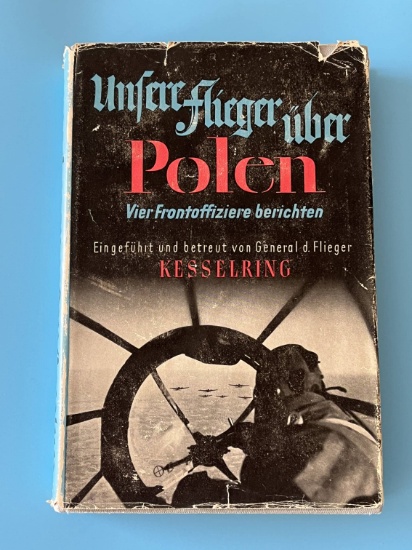 Unsere Flieger über
Polen
Vier Frontoffiziere berichten
Eingeführt und betreut von General d. Flieger
KESSELRING